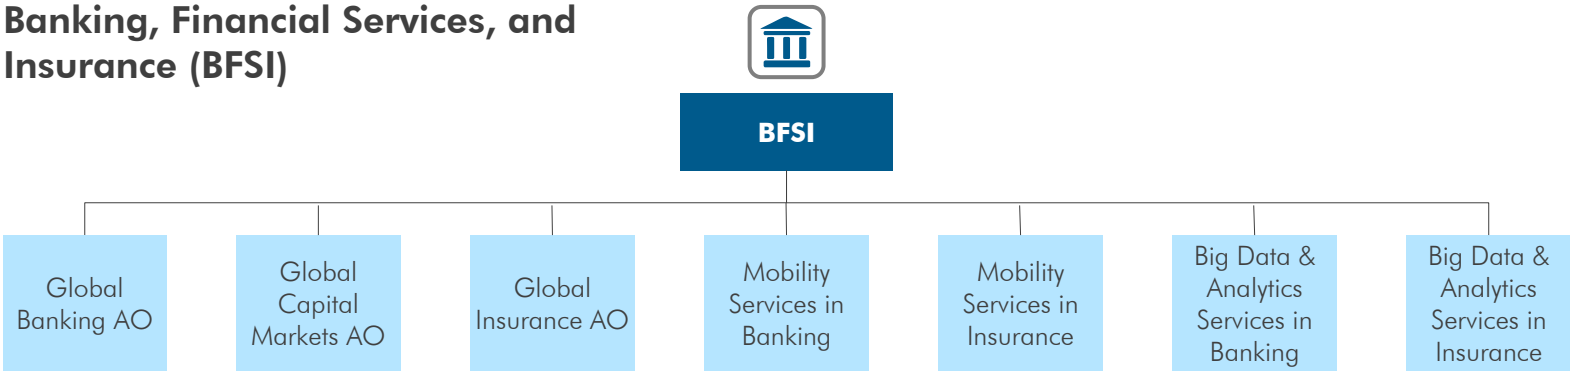 Banking, Financial Services, and
Insurance (BFSI)
BFSI
Global
Banking AO
Global
Capital
Markets AO
Global
Insurance AO
Mobility
Services in
Banking
Mobility
Services in
Insurance
Big Data &
Analytics
Services in
Banking
Big Data &
Analytics
Services in
Insurance